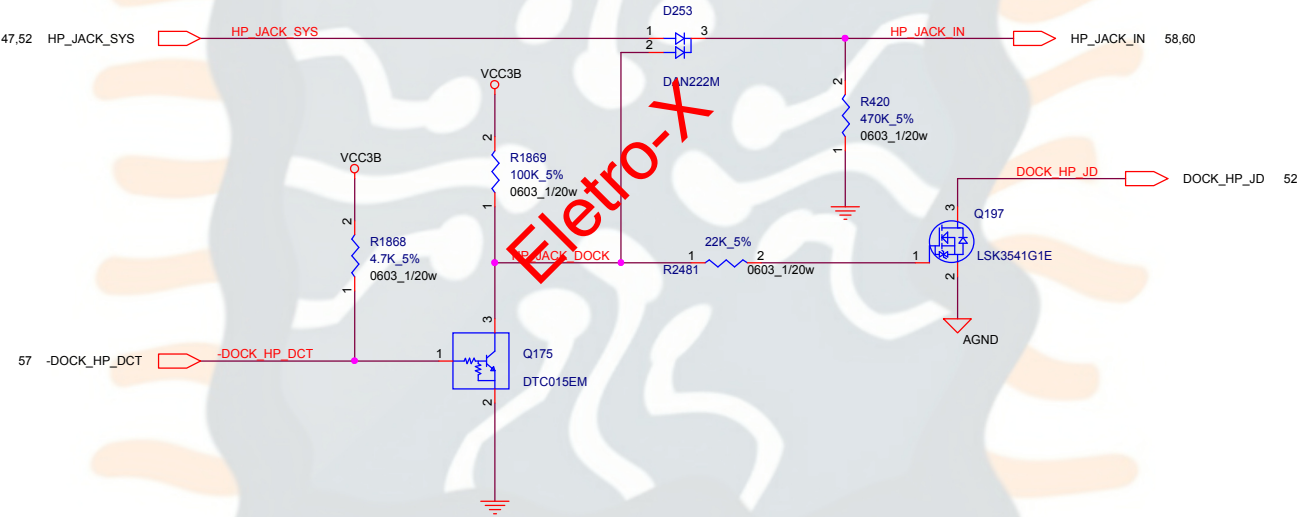 D253
47,52 HP_JACK_SYS
HP_JACK_SYS
1
2
3
HP_JACK_IN
HP_JACK_IN 58,60
DAN222M
VCC3B
2
R1869
100K_5%
0603_1/20w
1
2
R420
470K_5%
0603_1/20w
1
VCC3B
2
R1868
4.7K_5%
0603_1/20w
1
Eletro-X
DOCK_HP_JD
DOCK_HP_JD 52
3
Q197
LSK3541G1E
1
2
AGND
HP_JACK_DOCK
22K_5%
1
2
R2481
0603_1/20w
57 -DOCK_HP_DCT
-DOCK_HP_DCT
1
3
Q175
DTC015EM
2